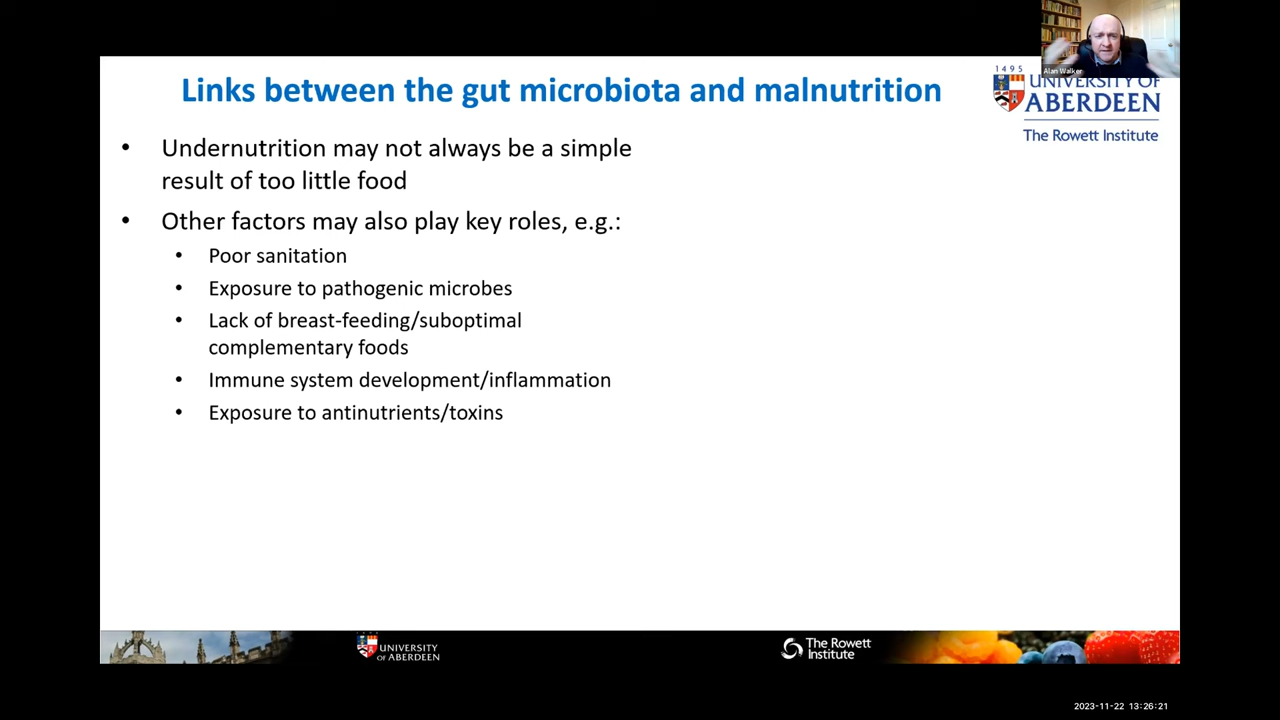 Links between the gut microbiota and malnutrition
Alan Walker
1495
UNIVERSITY OF
ABERDEEN
The Rowett Institute
• Undernutrition may not always be a simple
result of too little food
• Other factors may also play key roles, e.g.:
• Poor sanitation
• Exposure to pathogenic microbes
• Lack of breast-feeding/suboptimal
complementary foods
• Immune system development/inflammation
• Exposure to antinutrients/toxins
UNIVERSITY
OF ABERDEEN
The Rowett
Institute
2023-11-22 13:26:21